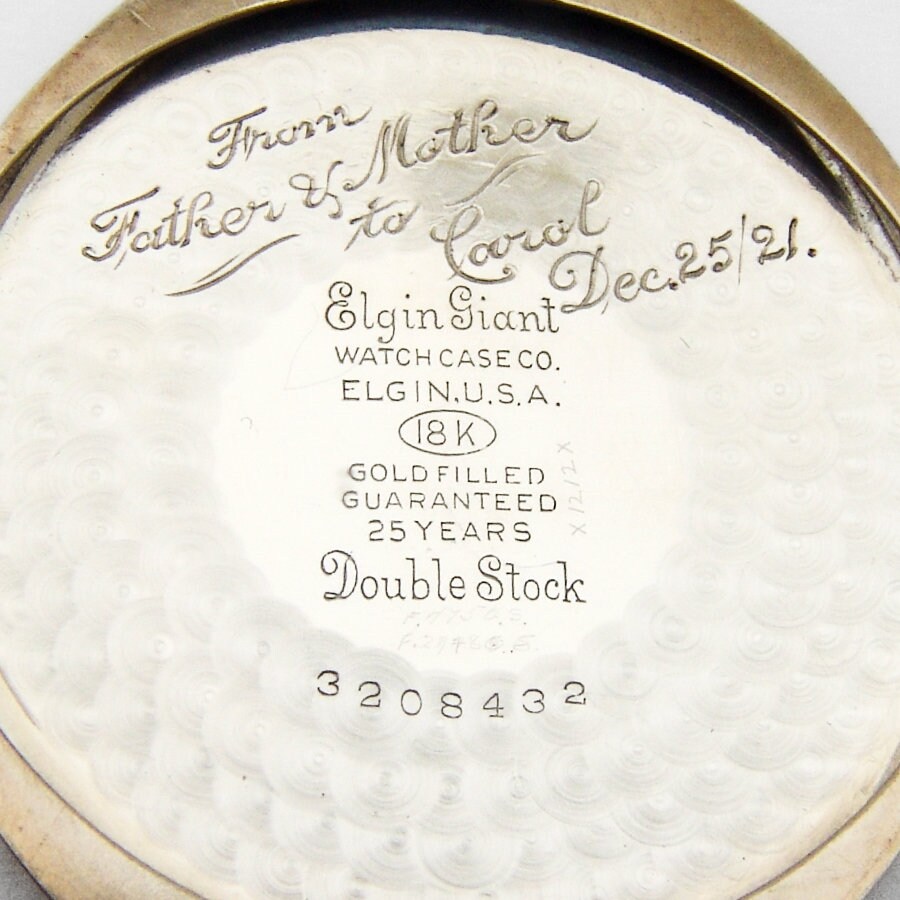 From
Father & Mother
to Carol
Dec. 25/21.
Elgin Giant
WATCH CASE CO.
ELGIN, U.S.A.
18K
GOLD FILLED
GUARANTEED
25 YEARS
Double Stock
3208432